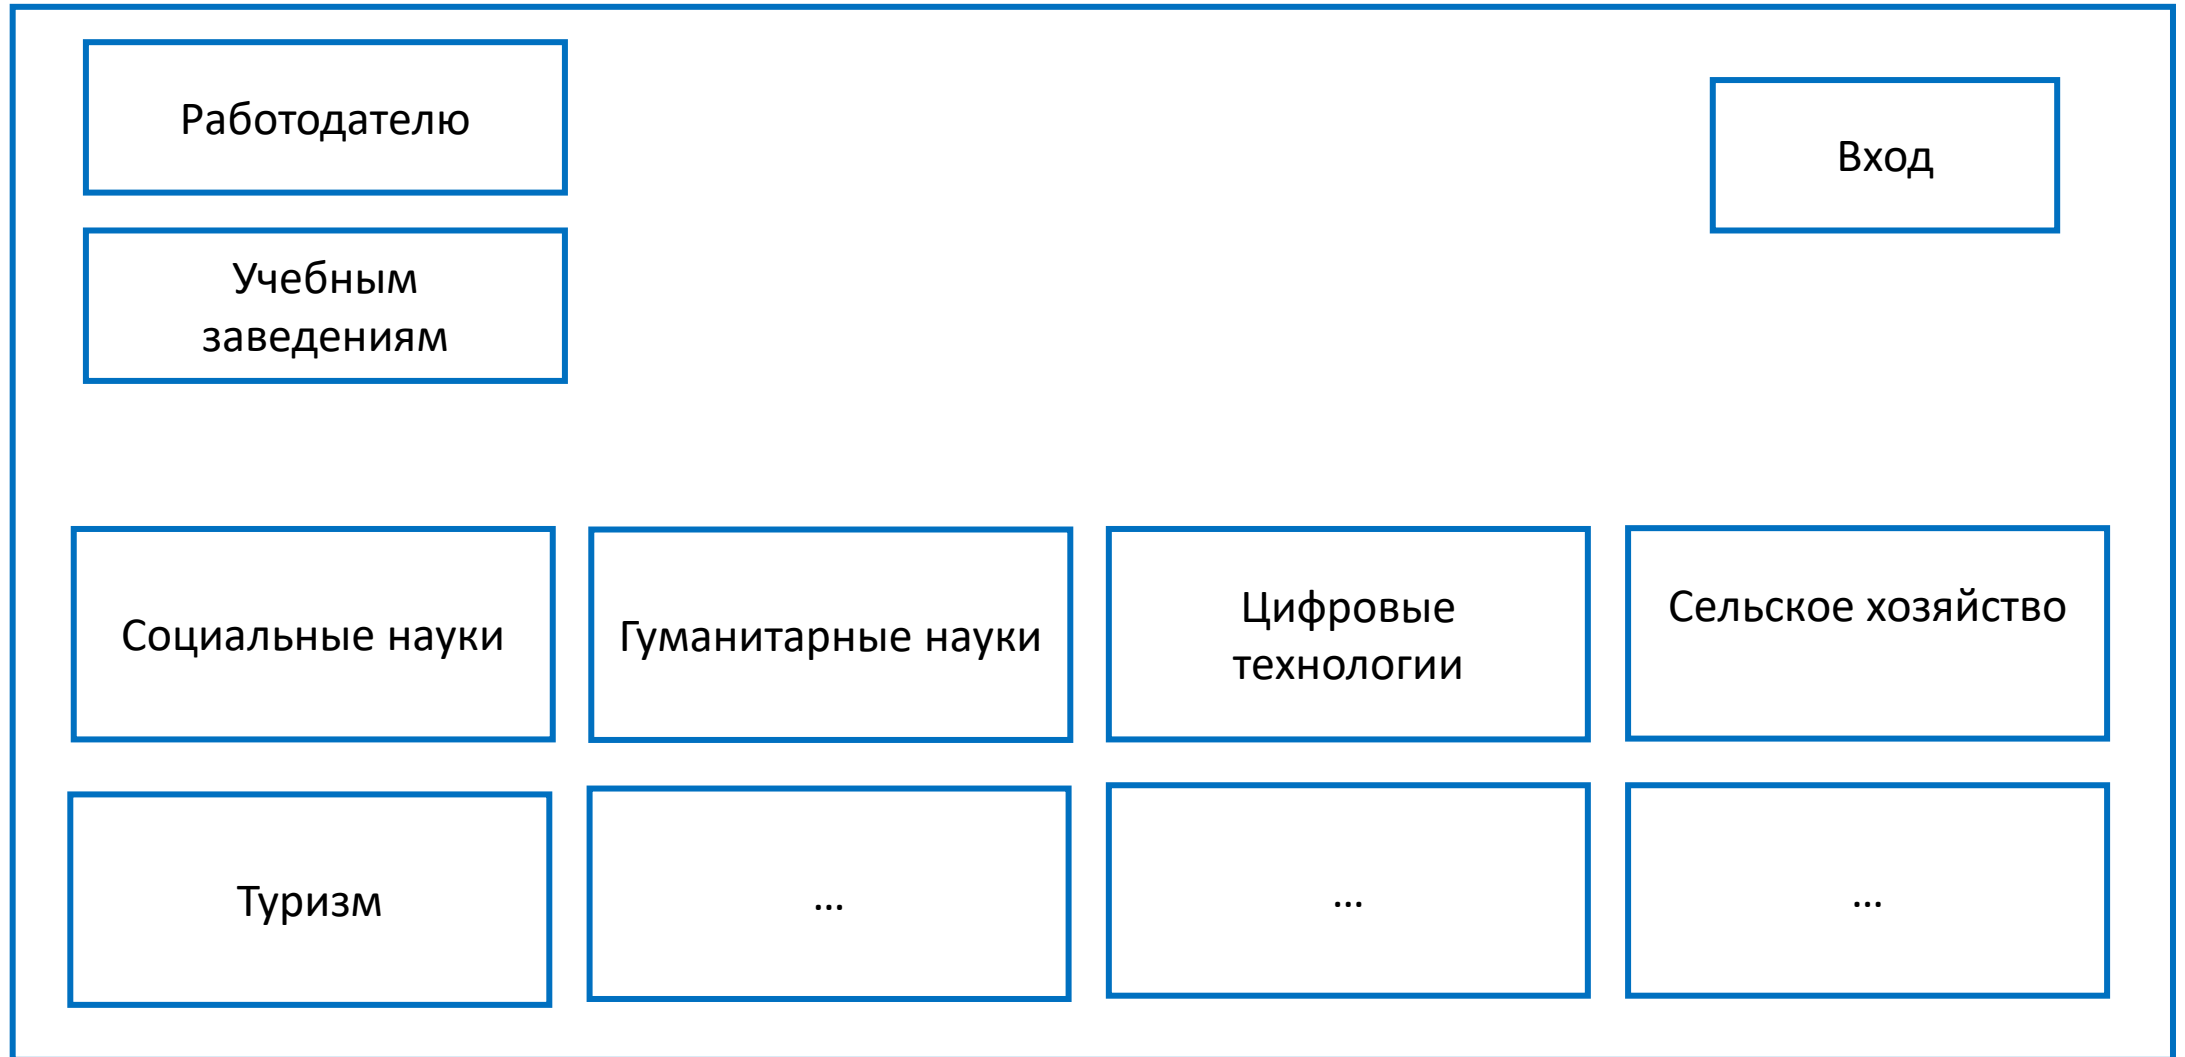 Работодателю
Вход
Учебным
заведениям
Социальные науки
Гуманитарные науки
Цифровые
технологии
Сельское хозяйство
Туризм
...
...
...